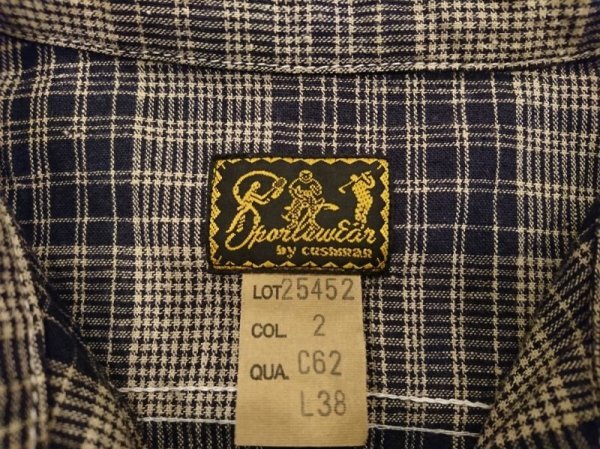 Sportswear
by cushman
LOT 25452
COL. 2
QUA. C62
L38